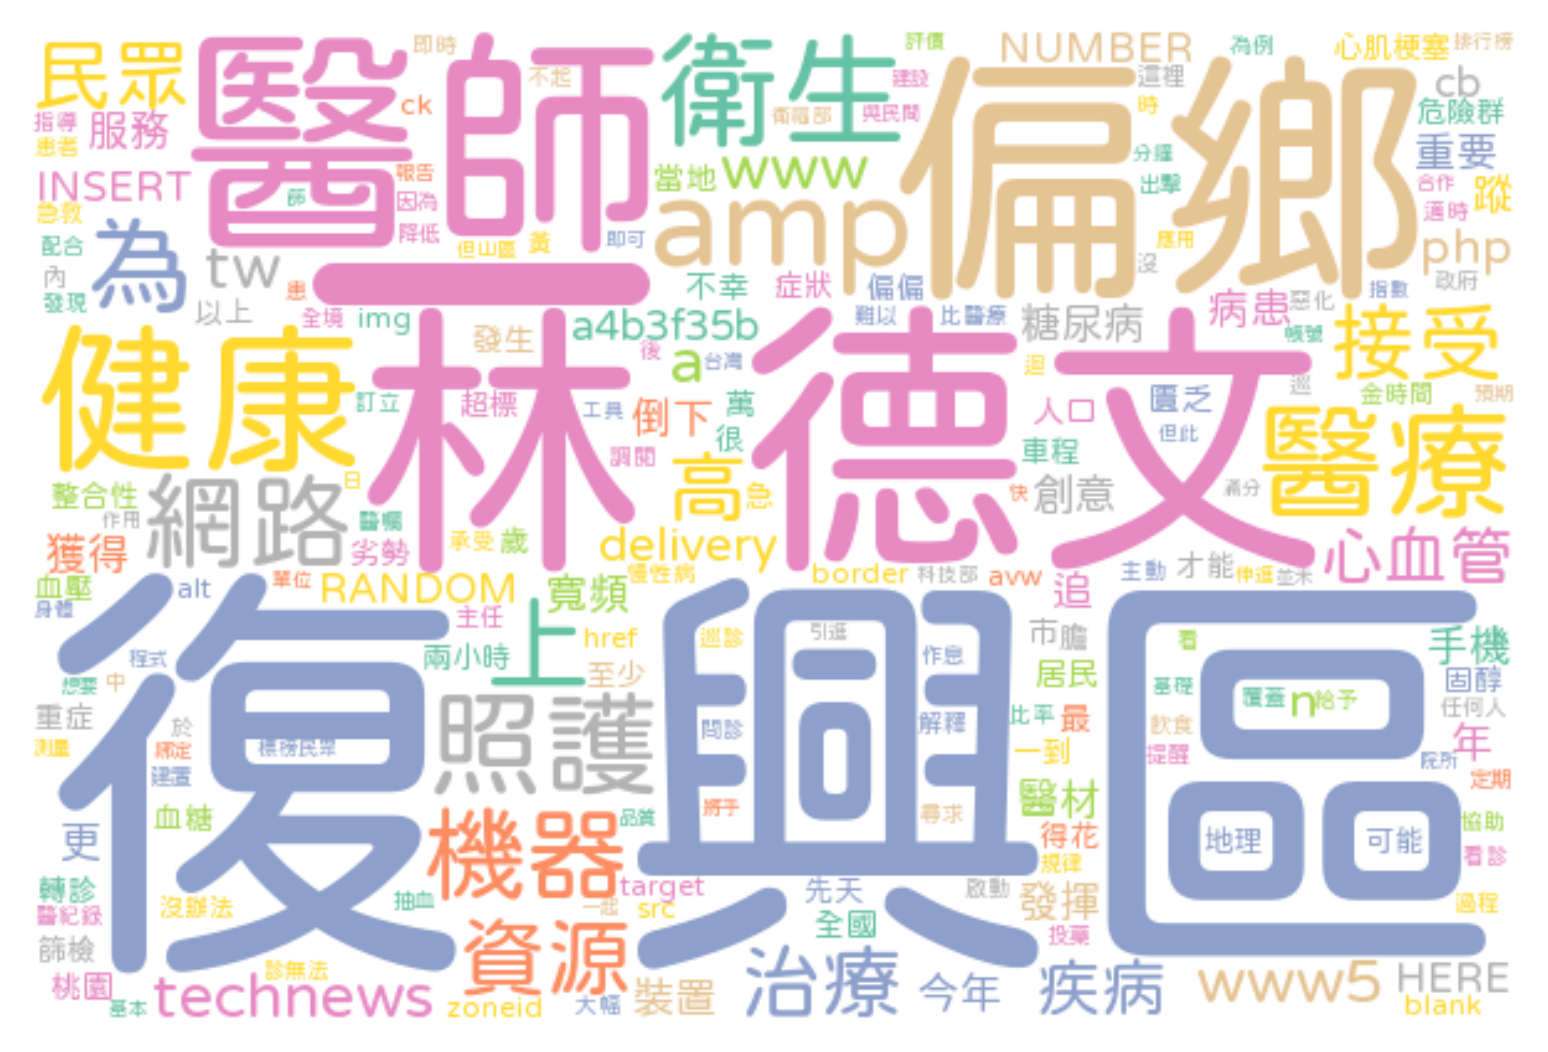 民眾
醫師
即時
不起
衛生
評價
NUMBER
為例
心肌梗塞
排行榜
指導
服務
ck
建設
衛福部
與民間
偏鄉
這裡
時
cb
危險群
患者
INSERT
報告
當地
www
分鐘
出擊
重要
急救
節
因為
amp
合作
適時
蹤
配合
為
tw
降低
但山區
黃
即可
應用
php
內
發現
以上
患
一
不幸
症狀
偏偏
沒
政府
指數
全境
img
發生
a4b3f35b
難以
比醫療
糖尿病
病患
惡化
帳號
接受
健康
林德文
後
a
台灣
迴
巡
訂立
超標
工具
倒下
萬
很
人口
匱乏
金時間
預期
調閱
車程
但此
醫療
整合性
作用
網路
日
醫囑
高
急
快
創意
滿分
獲得
劣勢
承受
歲
delivery
心血管
血壓
身體
alt
單位
RANDOM
慢性病
寬頻
border
科技部
avw
追
主動
才能
伸進
並未
復興區
主任
上
href
巡診
引進
作息
市
膽
看
手機
程式
兩小時
至少
居民
想要
中
基礎
覆蓋
n
給予
固醇
任何人
重症
於
照護
問診
解釋
比率
最
飲食
年
測量
綁定
標榜民眾
一到
提醒
院所
建置
定期
血糖
機器
品質
將手
尋求
醫材
更
得花
地理
可能
協助
規律
看診
轉診
抽血
target
先天
啟動
醫紀錄
沒辦法
一起
src
發揮
過程
篩檢
資源
全國
投藥
診無法
桃園
基本
technews
zoneid
大幅
裝置
治療
今年
疾病
www5
HERE
blank